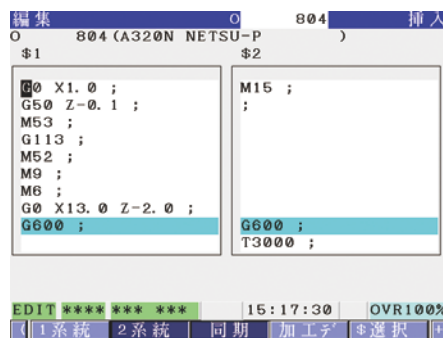 編集 O 804 挿入
O 804(A320N NETSU-P )
$1
G0 X1.0 ;
G50 Z-0.1 ;
M53 ;
G113 ;
M52 ;
M9 ;
M6 ;
G0 X13.0 Z-2.0 ;
G600 ;
$2
M15 ;
;
G600 ;
T3000 ;
EDIT **** *** *** 15:17:30 OVR100%
( 1系統 2系統 同期 加工デ $選択 +